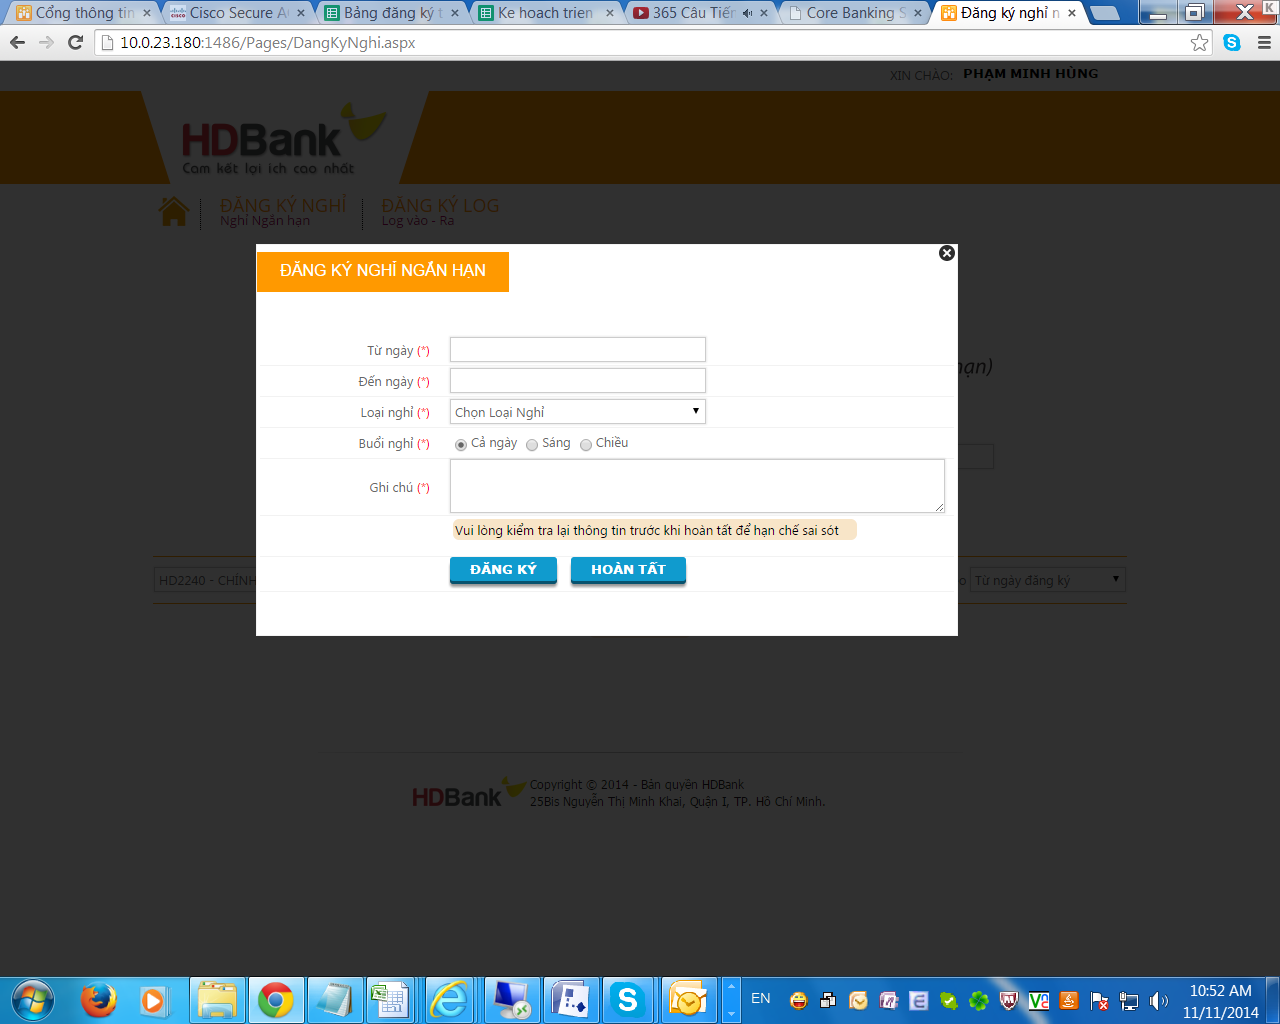 Cổng thông tin
Cisco Secure A
Bảng đăng ký t
Ke hoach trien
365 Câu Tiến
Core Banking S
Đăng ký nghỉ n
K
10.0.23.180:1486/Pages/DangKyNghi.aspx
XIN CHÀO: PHẠM MINH HÙNG
HDBank
Cam kết lợi ích cao nhất
ĐĂNG KÝ NGHỈ
Nghỉ Ngắn hạn
ĐĂNG KÝ LOG
Log vào - Ra
ĐĂNG KÝ NGHỈ NGẮN HẠN
Từ ngày (*)
hạn)
Đến ngày (*)
Loại nghỉ (*) Chọn Loại Nghỉ
Buổi nghỉ (*) Cả ngày Sáng Chiều
Ghi chú (*)
Vui lòng kiểm tra lại thông tin trước khi hoàn tất để hạn chế sai sót
ĐĂNG KÝ HOÀN TẤT
HD2240 - CHÍNH
Từ ngày đăng ký
HDBank
Copyright © 2014 - Bản quyền HDBank
25Bis Nguyễn Thị Minh Khai, Quận I, TP. Hồ Chí Minh.
EN
10:52 AM
11/11/2014